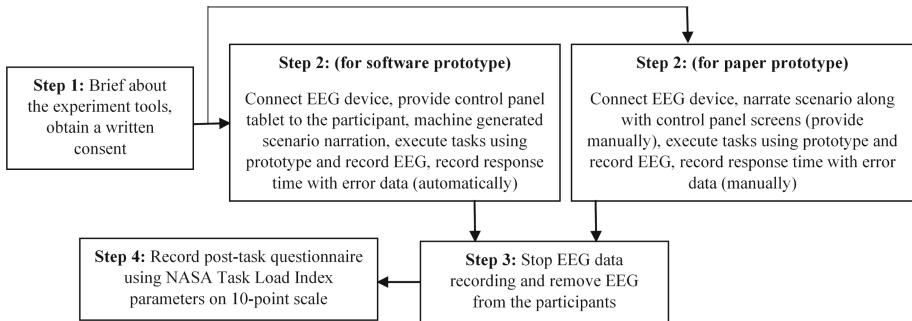 Step 1: Brief about
the experiment tools,
obtain a written
consent
Step 2: (for software prototype)
Connect EEG device, provide control panel
tablet to the participant, machine generated
scenario narration, execute tasks using
prototype and record EEG, record response
time with error data (automatically)
Step 2: (for paper prototype)
Connect EEG device, narrate scenario along
with control panel screens (provide
manually), execute tasks using prototype and
record EEG, record response time with error
data (manually)
Step 3: Stop EEG data
recording and remove EEG
from the participants
Step 4: Record post-task questionnaire
using NASA Task Load Index
parameters on 10-point scale